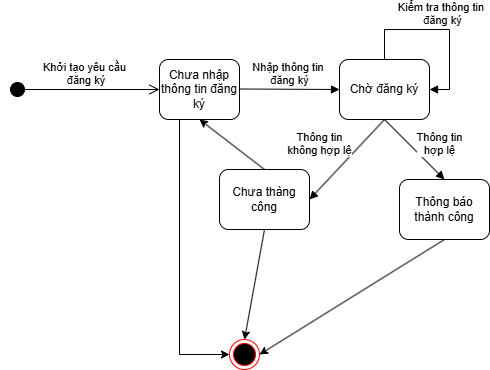 Kiểm tra thông tin
đăng ký
Khởi tạo yêu cầu
đăng ký
Chưa nhập
thông tin đăng
ký
Nhập thông tin
đăng ký
Chờ đăng ký
Thông tin
không hợp lệ
Thông tin
hợp lệ
Chưa thàng
công
Thông báo
thành công